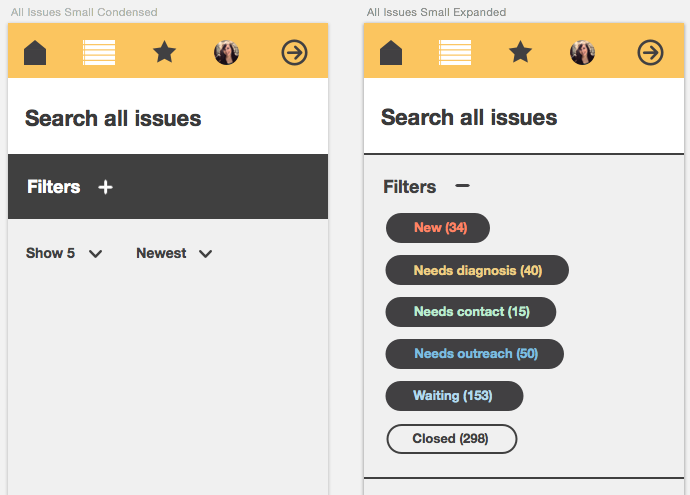 All Issues Small Condensed
Search all issues
Filters +
Show 5
Newest
All Issues Small Expanded
Search all issues
Filters −
New (34)
Needs diagnosis (40)
Needs contact (15)
Needs outreach (50)
Waiting (153)
Closed (298)